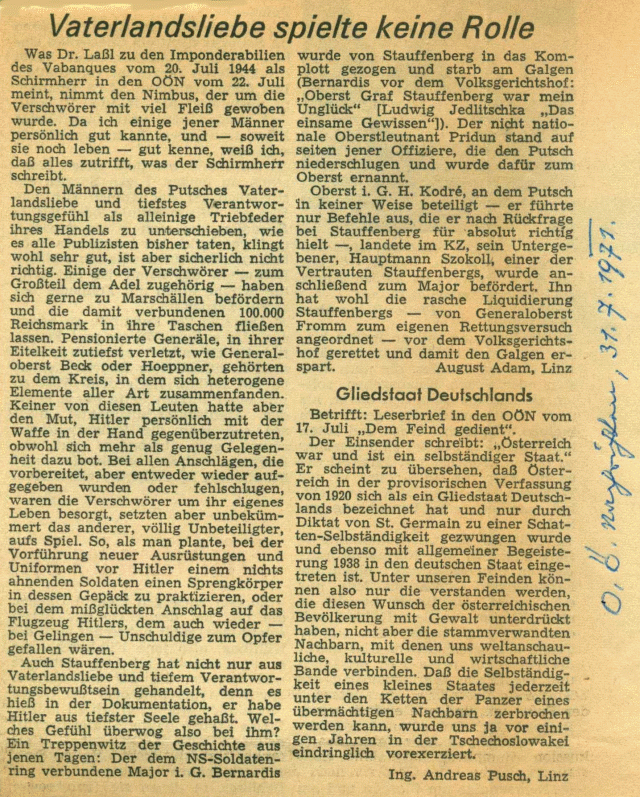 Vaterlandsliebe spielte keine Rolle
Was Dr. Laßl zu den Imponderabilien
des Vabanques vom 20. Juli 1944 als
Schirmherr in den OÖN vom 22. Juli
meint, nimmt den Nimbus, der um die
Verschwörer mit viel Fleiß gewoben
wurde. Da ich einige jener Männer
persönlich gut kannte, und — soweit
sie noch leben — gut kenne, weiß ich,
daß alles zutrifft, was der Schirmherr
schreibt.
Den Männern des Putsches Vater-
landsliebe und tiefstes Verantwor-
tungsgefühl als alleinige Triebfeder
ihres Handels zu unterschieben, wie
es alle Publizisten bisher taten, klingt
wohl sehr gut, ist aber sicherlich nicht
richtig. Einige der Verschwörer — zum
Großteil dem Adel zugehörig — haben
sich gerne zu Marschällen befördern
und die damit verbundenen 100.000
Reichsmark in ihre Taschen fließen
lassen. Pensionierte Generäle, in ihrer
Eitelkeit zutiefst verletzt, wie General-
oberst Beck oder Hoeppner, gehörten
zu dem Kreis, in dem sich heterogene
Elemente aller Art zusammenfanden.
Keiner von diesen Leuten hatte aber
den Mut, Hitler persönlich mit der
Waffe in der Hand gegenüberzutreten,
obwohl sich mehr als genug Gelegen-
heit dazu bot. Bei allen Anschlägen, die
vorbereitet, aber entweder wieder auf-
gegeben wurden oder fehlschlugen,
waren die Verschwörer um ihr eigenes
Leben besorgt, setzten aber unbeküm-
mert das anderer, völlig Unbeteiligter,
aufs Spiel. So, als man plante, bei der
Vorführung neuer Ausrüstungen und
Uniformen vor Hitler einem nichts
ahnenden Soldaten einen Sprengkörper
in dessen Gepäck zu praktizieren, oder
bei dem mißglückten Anschlag auf das
Flugzeug Hitlers, dem auch wieder —
bei Gelingen — Unschuldige zum Opfer
gefallen wären.
Auch Stauffenberg hat nicht nur aus
Vaterlandsliebe und tiefem Verantwor-
tungsbewußtsein gehandelt, denn es
hieß in der Dokumentation, er habe
Hitler aus tiefster Seele gehaßt. Wel-
ches Gefühl überwog also bei ihm?
Ein Treppenwitz der Geschichte aus
jenen Tagen: Der dem NS-Soldaten-
ring verbundene Major i. G. Bernardis
wurde von Stauffenberg in das Kom-
plott gezogen und starb am Galgen
(Bernardis vor dem Volksgerichtshof:
„Oberst Graf Stauffenberg war mein
Unglück“ [Ludwig Jedlitschka „Das
einsame Gewissen“]). Der nicht natio-
nale Oberstleutnant Pridun stand auf
seiten jener Offiziere, die den Putsch
niederschlugen und wurde dafür zum
Oberst ernannt.
Oberst i. G. H. Kodré, an dem Putsch
in keiner Weise beteiligt — er führte
nur Befehle aus, die er nach Rückfrage
bei Stauffenberg für absolut richtig
hielt —, landete im KZ, sein Unterge-
bener, Hauptmann Szokoll, einer der
Vertrauten Stauffenbergs, wurde an-
schließend zum Major befördert. Ihn
hat wohl die rasche Liquidierung
Stauffenbergs — von Generaloberst
Fromm zum eigenen Rettungsversuch
angeordnet — vor dem Volksgerichts-
hof gerettet und damit den Galgen er-
spart. August Adam, Linz
Gliedstaat Deutschlands
Betrifft: Leserbrief in den OÖN vom
17. Juli „Dem Feind gedient“.
Der Einsender schreibt: „Österreich
war und ist ein selbständiger Staat.“
Er scheint zu übersehen, daß Öster-
reich in der provisorischen Verfassung
von 1920 sich als ein Gliedstaat Deutsch-
lands bezeichnet hat und nur durch
Diktat von St. Germain zu einer Schat-
ten-Selbständigkeit gezwungen wurde
und ebenso mit allgemeiner Begeiste-
rung 1938 in den deutschen Staat einge-
treten ist. Unter unseren Feinden kön-
nen also nur die verstanden werden,
die diesen Wunsch der österreichischen
Bevölkerung mit Gewalt unterdrückt
haben, nicht aber die stammverwandten
Nachbarn, mit denen uns weltanschau-
liche, kulturelle und wirtschaftliche
Bande verbinden. Daß die Selbständig-
keit eines kleines Staates jederzeit
unter den Ketten der Panzer eines
übermächtigen Nachbarn zerbrochen
werden kann, wurde uns ja vor eini-
gen Jahren in der Tschechoslowakei
eindringlich vorexerziert.
Ing. Andreas Pusch, Linz
O. Ö. Nachrichten, 31. 7. 1971.